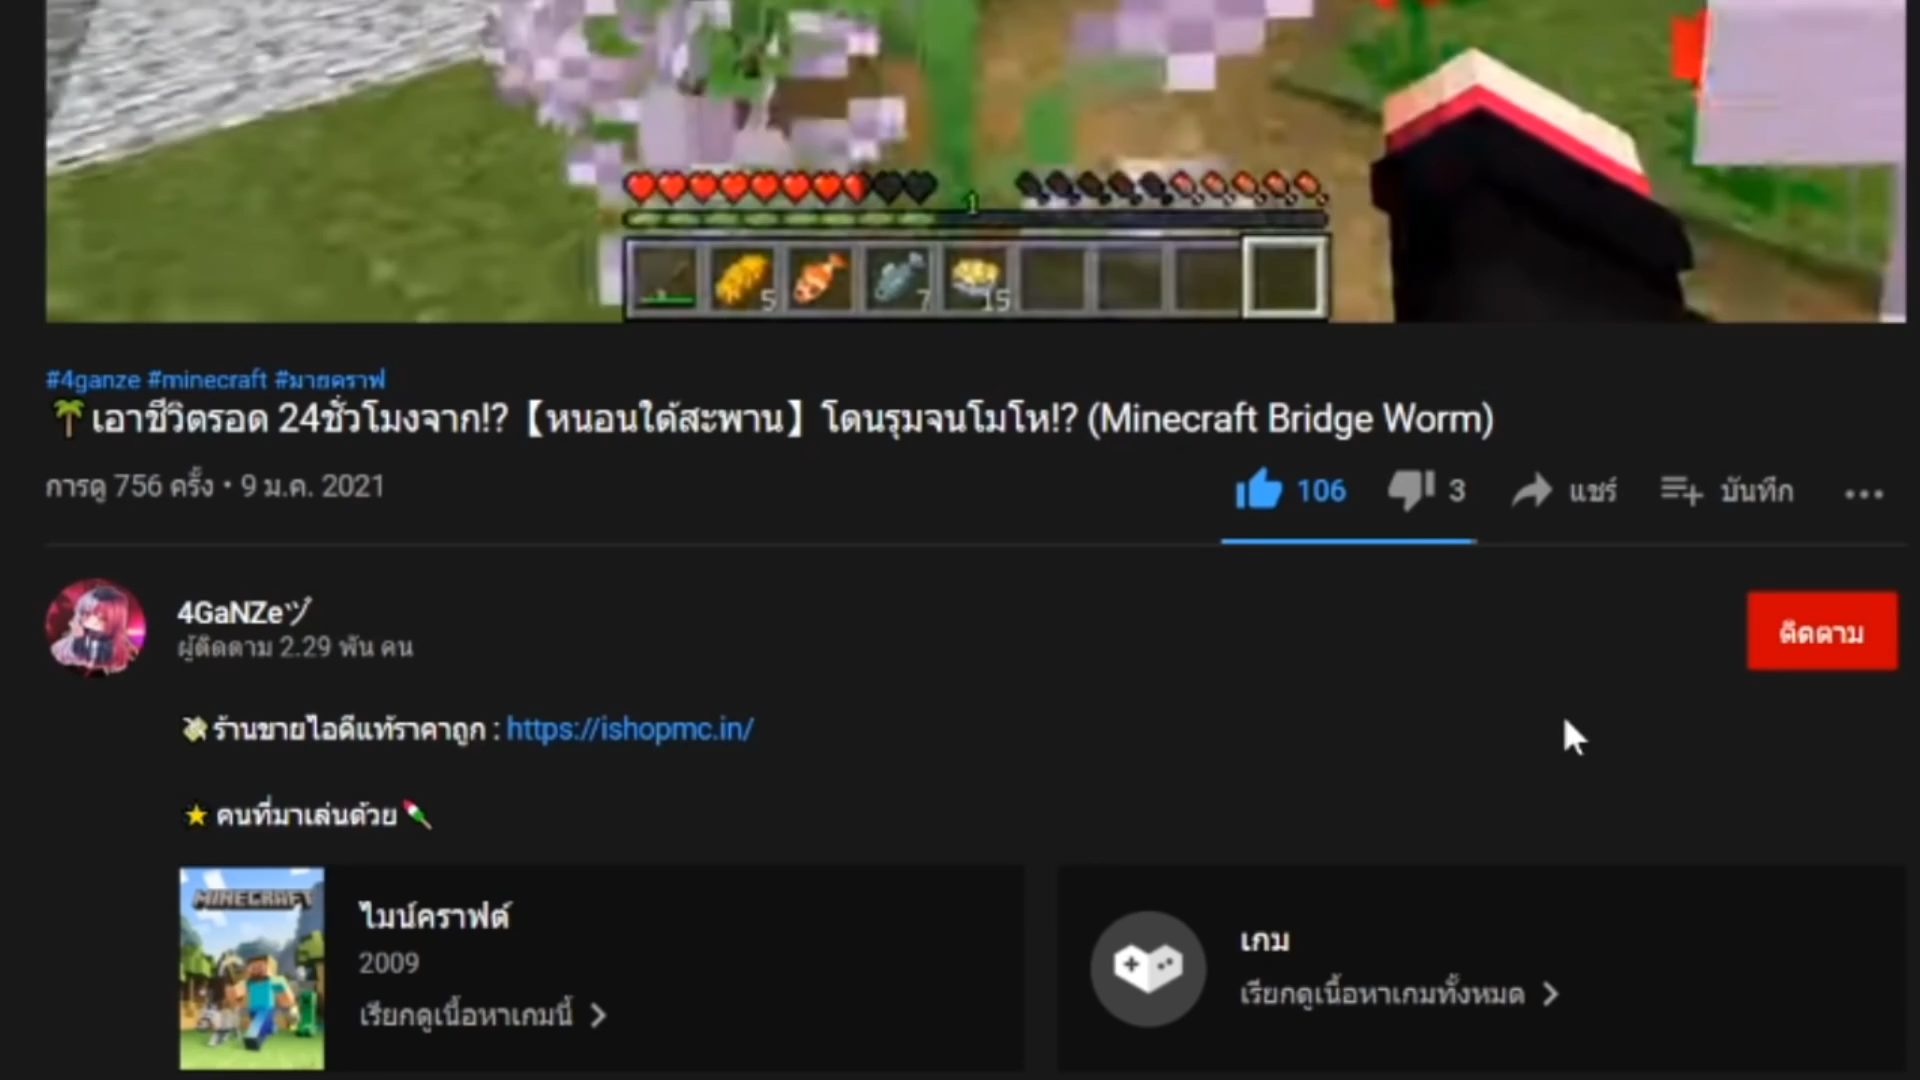 1
5
7
15
#4ganze #minecraft #มายคราฟ
🌴เอาชีวิตรอด 24ชั่วโมงจาก!?【หนอนใต้สะพาน】โดนรุมจนโมโห!? (Minecraft Bridge Worm)
การดู 756 ครั้ง • 9 ม.ค. 2021
106 3 แชร์ บันทึก
4GaNZeヅ
ผู้ติดตาม 2.29 พัน คน
ติดตาม
💸ร้านขายไอดีแท้ราคาถูก : https://ishopmc.in/
⭐ คนที่มาเล่นด้วย
MINECRAFT
ไมน์คราฟต์
2009
เรียกดูเนื้อหาเกมนี้
เกม
เรียกดูเนื้อหาเกมทั้งหมด